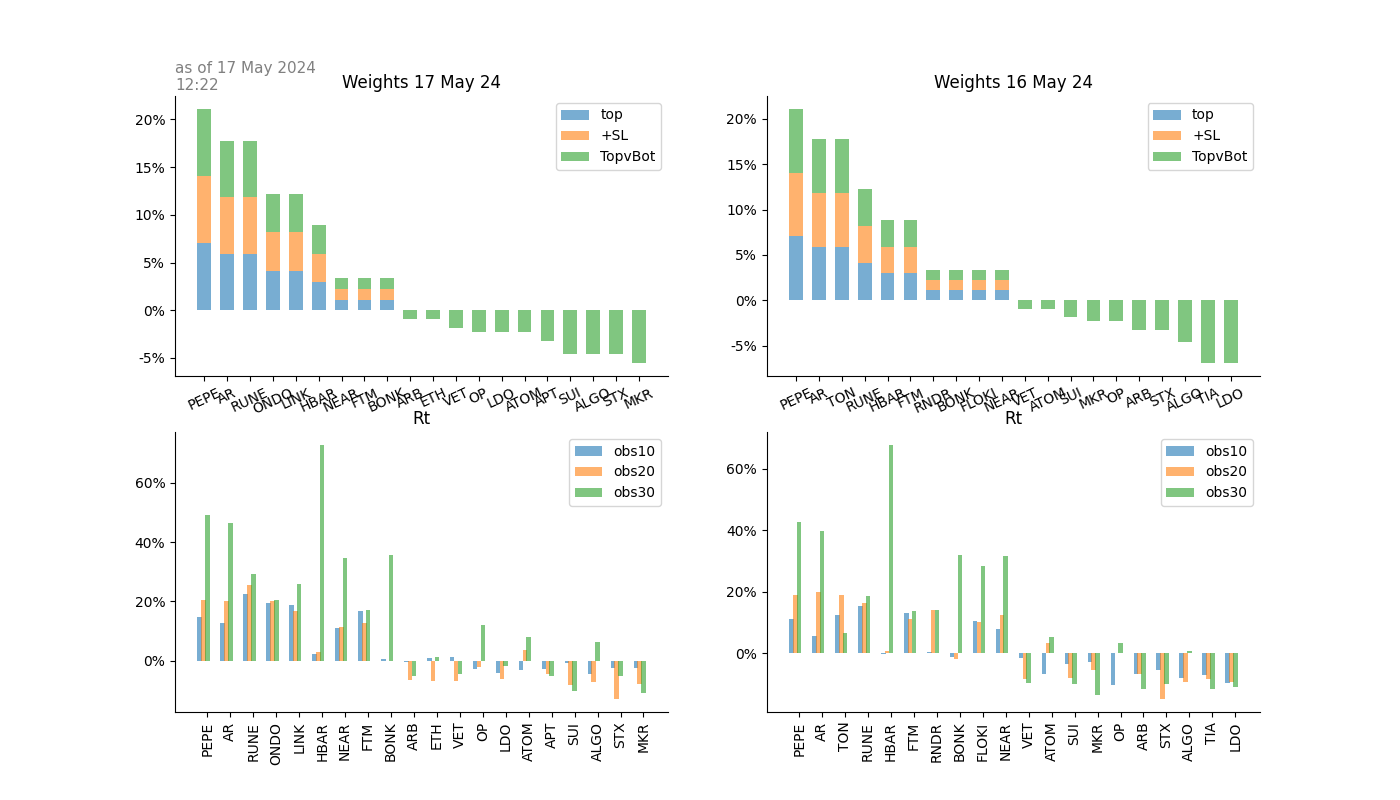 as of 17 May 2024
12:22
Weights 17 May 24
20%
15%
10%
5%
0%
-5%
top
+SL
TopvBot
PEPE AR RUNE ONDO LINK HBAR NEAR FTM BONK ARB ETH VET OP LDO ATOM APT SUI ALGO STX MKR
Weights 16 May 24
20%
15%
10%
5%
0%
-5%
top
+SL
TopvBot
PEPE AR TON RUNE HBAR FTM RNDR BONK FLOKI NEAR VET ATOM SUI MKR OP ARB STX ALGO TIA LDO
Rt
60%
40%
20%
0%
obs10
obs20
obs30
PEPE AR RUNE ONDO LINK HBAR NEAR FTM BONK ARB ETH VET OP LDO ATOM APT SUI ALGO STX MKR
Rt
60%
40%
20%
0%
obs10
obs20
obs30
PEPE AR TON RUNE HBAR FTM RNDR BONK FLOKI NEAR VET ATOM SUI MKR OP ARB STX ALGO TIA LDO